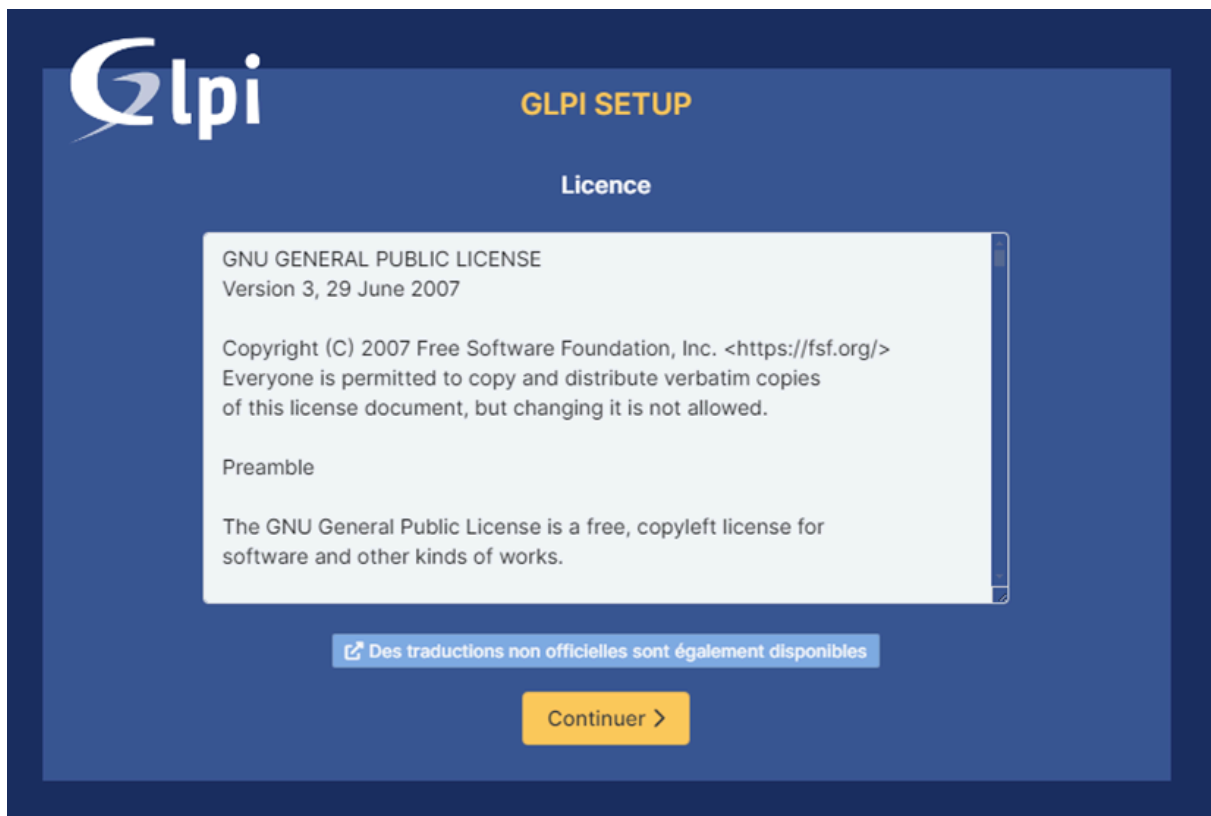 Glpi
GLPI SETUP
Licence
GNU GENERAL PUBLIC LICENSE
Version 3, 29 June 2007
Copyright (C) 2007 Free Software Foundation, Inc. <https://fsf.org/>
Everyone is permitted to copy and distribute verbatim copies
of this license document, but changing it is not allowed.
Preamble
The GNU General Public License is a free, copyleft license for
software and other kinds of works.
Des traductions non officielles sont également disponibles
Continuer >